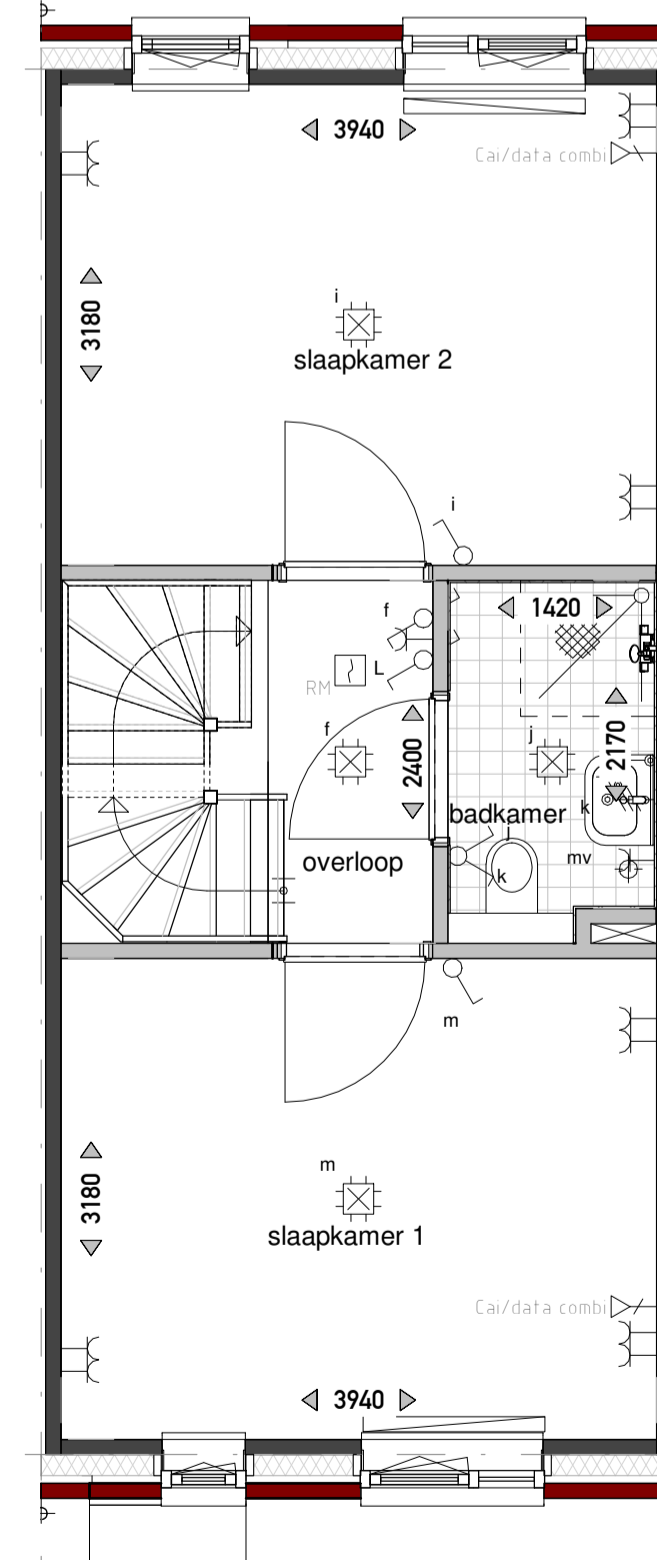 3940
Cai/data combi
3180
i
slaapkamer 2
i
1420
f
L
RM
f
j
2400
2170
k
badkamer
j
mv
overloop
k
m
m
3180
slaapkamer 1
Cai/data combi
3940